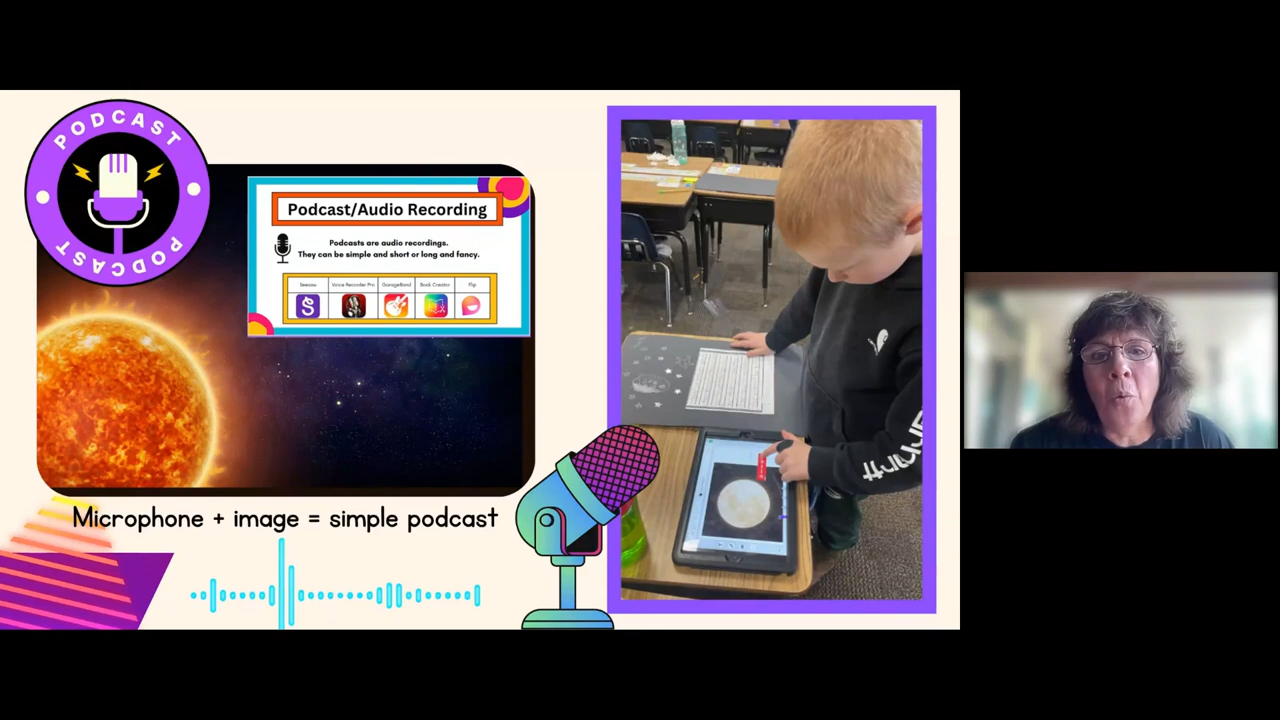 PODCAST
PODCAST
Podcast/Audio Recording
Podcasts are audio recordings.
They can be simple and short or long and fancy.
Seesaw Voice Recorder Pro GarageBand Book Creator Flip
S
Microphone + image = simple podcast